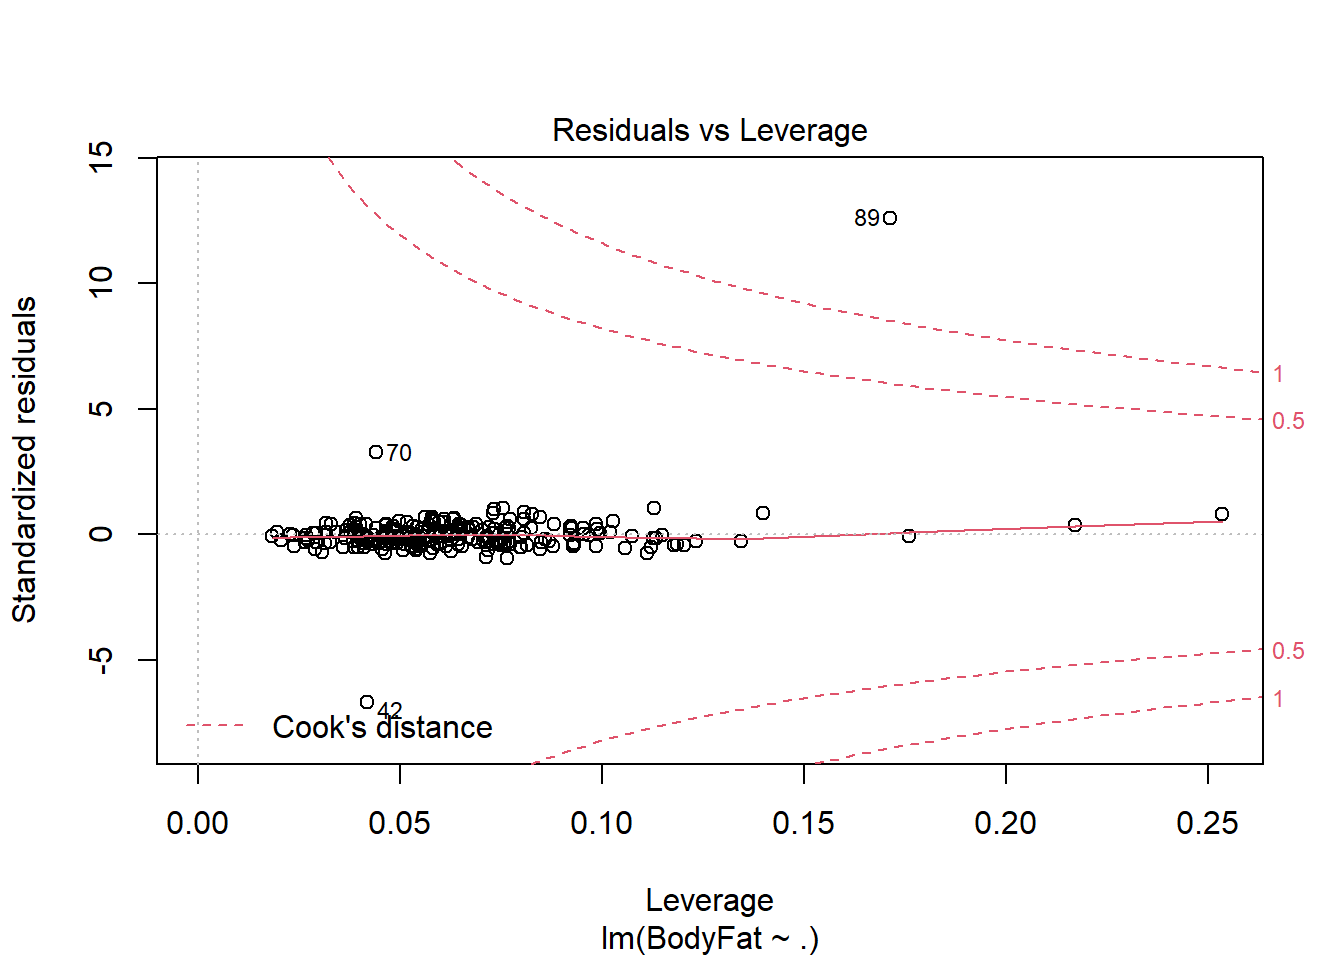 Residuals vs Leverage
Standardized residuals
15
10
5
0
-5
89
70
42
1
0.5
0.5
1
Cook's distance
0.00 0.05 0.10 0.15 0.20 0.25
Leverage
lm(BodyFat ~ .)